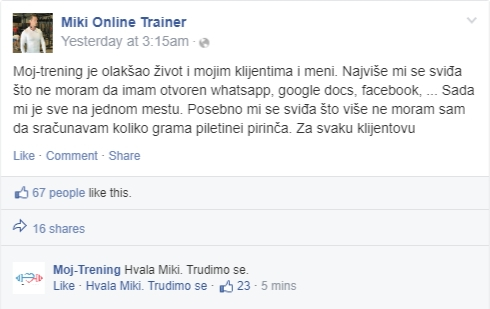 Miki Online Trainer
Yesterday at 3:15am ·
Moj-trening je olakšao život i mojim klijentima i meni. Najviše mi se sviđa
što ne moram da imam otvoren whatsapp, google docs, facebook, ... Sada
mi je sve na jednom mestu. Posebno mi se sviđa što više ne moram sam
da sračunavam koliko grama piletinei pirinča. Za svaku klijentovu
Like · Comment · Share
67 people like this.
16 shares
Moj-Trening Hvala Miki. Trudimo se.
Like · Hvala Miki. Trudimo se · 23 · 5 mins